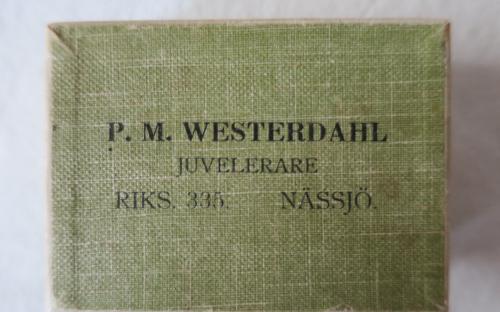 P. M. WESTERDAHL
JUVELERARE
RIKS. 335. NÄSSJÖ.